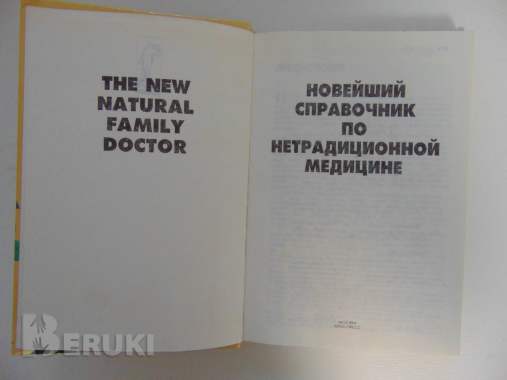 THE NEW
NATURAL
FAMILY
DOCTOR
НОВЕЙШИЙ
СПРАВОЧНИК
ПО
НЕТРАДИЦИОННОЙ
МЕДИЦИНЕ
BERUKI